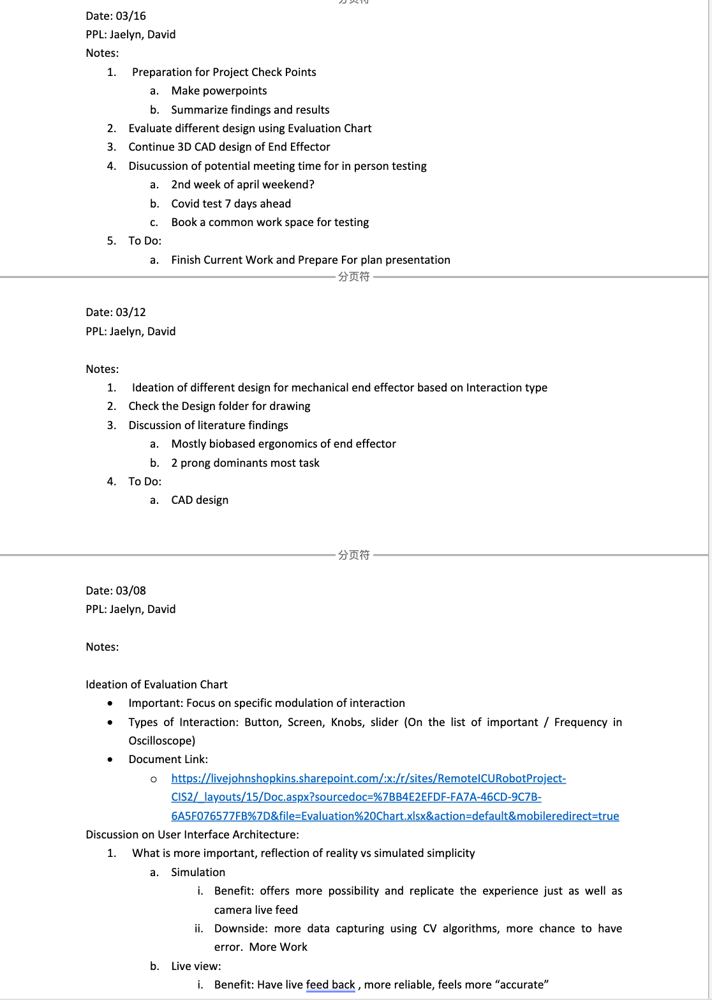 分页符
Date: 03/16
PPL: Jaelyn, David
Notes:
1. Preparation for Project Check Points
a. Make powerpoints
b. Summarize findings and results
2. Evaluate different design using Evaluation Chart
3. Continue 3D CAD design of End Effector
4. Disucussion of potential meeting time for in person testing
a. 2nd week of april weekend?
b. Covid test 7 days ahead
c. Book a common work space for testing
5. To Do:
a. Finish Current Work and Prepare For plan presentation
分页符
Date: 03/12
PPL: Jaelyn, David
Notes:
1. Ideation of different design for mechanical end effector based on Interaction type
2. Check the Design folder for drawing
3. Discussion of literature findings
a. Mostly biobased ergonomics of end effector
b. 2 prong dominants most task
4. To Do:
a. CAD design
分页符
Date: 03/08
PPL: Jaelyn, David
Notes:
Ideation of Evaluation Chart
• Important: Focus on specific modulation of interaction
• Types of Interaction: Button, Screen, Knobs, slider (On the list of important / Frequency in
Oscilloscope)
• Document Link:
o https://livejohnshopkins.sharepoint.com/:x:/r/sites/RemoteICURobotProject-
CIS2/_layouts/15/Doc.aspx?sourcedoc=%7BB4E2EFDF-FA7A-46CD-9C7B-
6A5F076577FB%7D&file=Evaluation%20Chart.xlsx&action=default&mobileredirect=true
Discussion on User Interface Architecture:
1. What is more important, reflection of reality vs simulated simplicity
a. Simulation
i. Benefit: offers more possibility and replicate the experience just as well as
camera live feed
ii. Downside: more data capturing using CV algorithms, more chance to have
error. More Work
b. Live view:
i. Benefit: Have live feed back , more reliable, feels more “accurate”